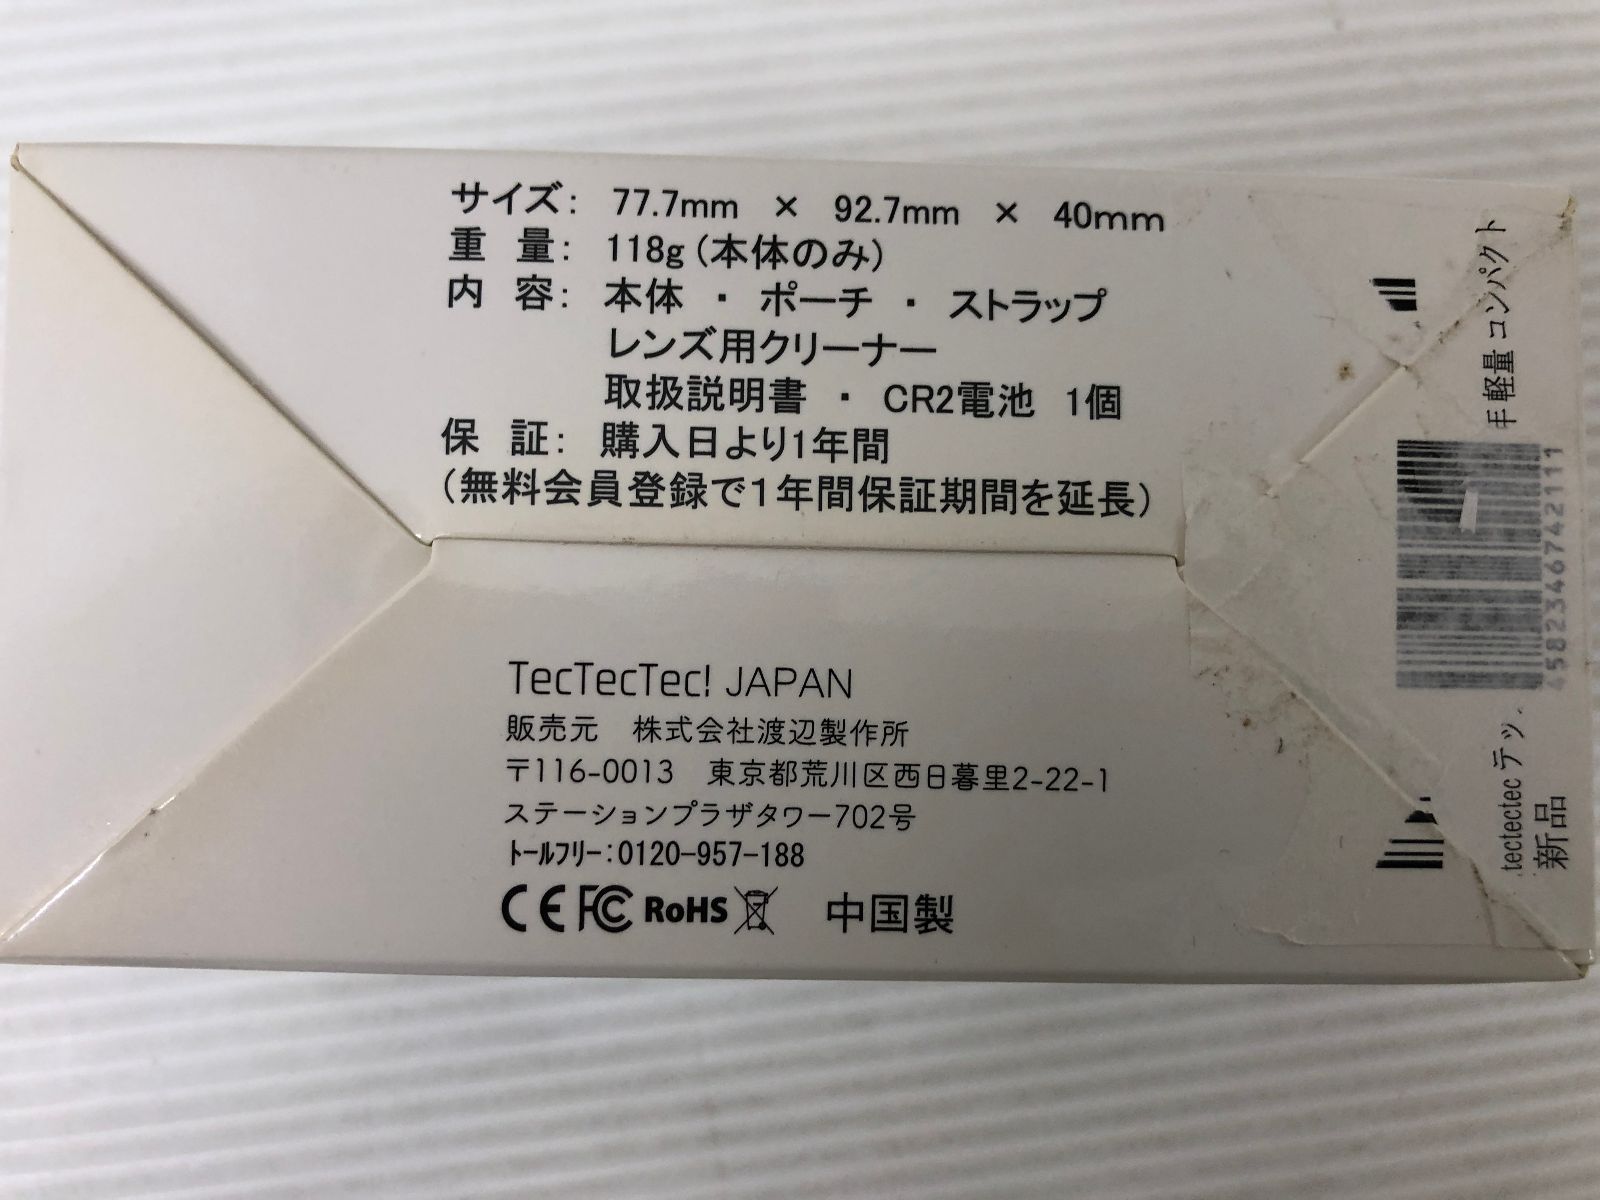 サイズ： 77.7mm × 92.7mm × 40mm
重 量： 118g (本体のみ)
内 容： 本体 ・ ポーチ ・ ストラップ
レンズ用クリーナー
取扱説明書 ・ CR2電池 1個
保 証： 購入日より1年間
(無料会員登録で1年間保証期間を延長)
TecTecTec! JAPAN
販売元 株式会社渡辺製作所
〒116-0013 東京都荒川区西日暮里2-22-1
ステーションプラザタワー702号
ﾄｰﾙﾌﾘｰ:0120-957-188
CE FC RoHS 中国製
軽量 コンパクト
4582346742111
tectectec テッ
新品